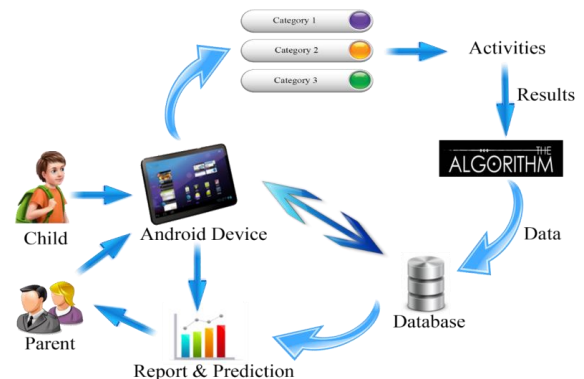 Category 1
Category 2
Category 3
Activities
Results
THE
ALGORITHM
Data
Child
Android Device
Database
Parent
Report & Prediction